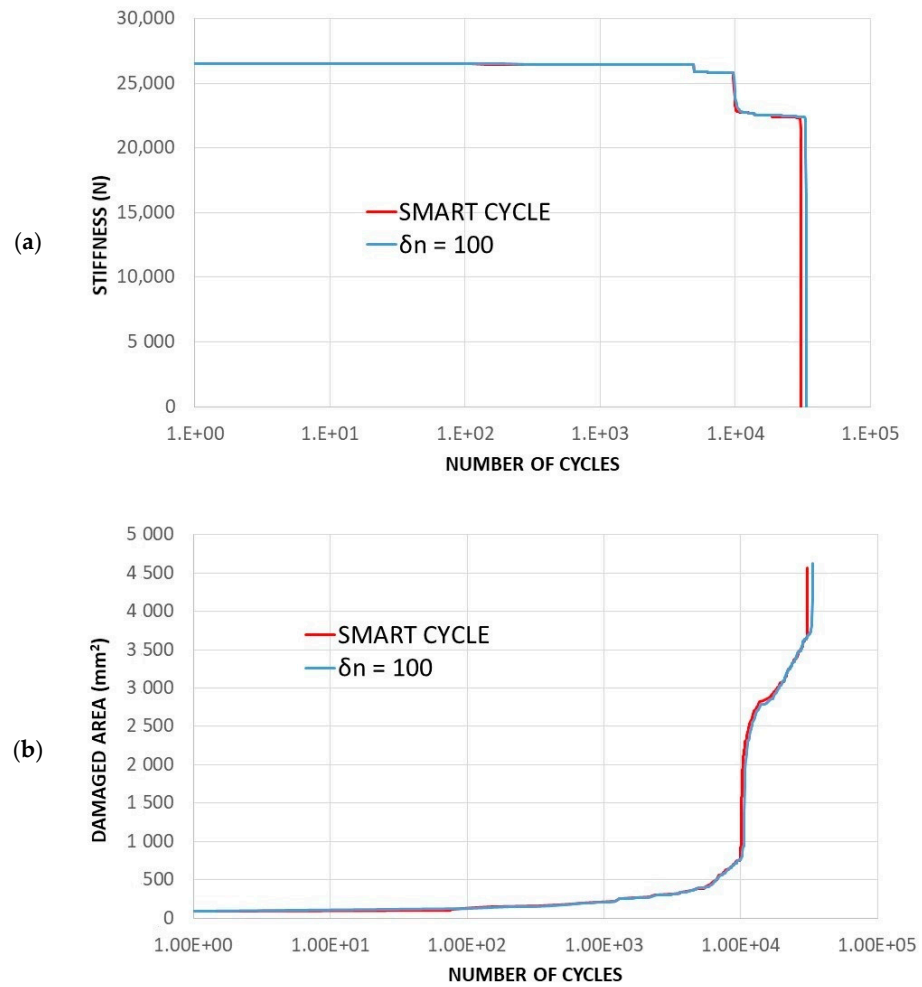 (a)
STIFFNESS (N)
30,000
25,000
20,000
15,000
10,000
5 000
0
SMART CYCLE
δn = 100
1.E+00 1.E+01 1.E+02 1.E+03 1.E+04 1.E+05
NUMBER OF CYCLES
(b)
DAMAGED AREA (mm²)
5 000
4 500
4 000
3 500
3 000
2 500
2 000
1 500
1 000
500
0
SMART CYCLE
δn = 100
1.00E+00 1.00E+01 1.00E+02 1.00E+03 1.00E+04 1.00E+05
NUMBER OF CYCLES